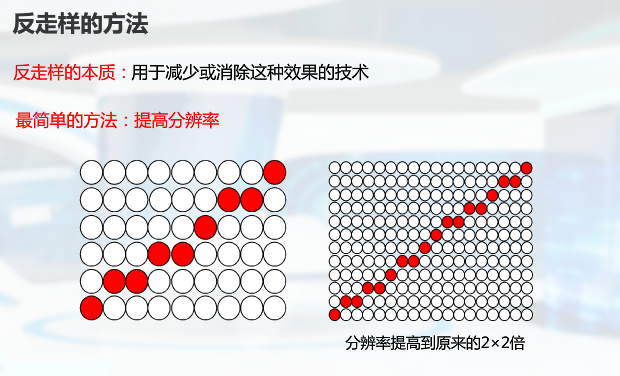 反走样的方法
反走样的本质：用于减少或消除这种效果的技术
最简单的方法：提高分辨率
分辨率提高到原来的2×2倍